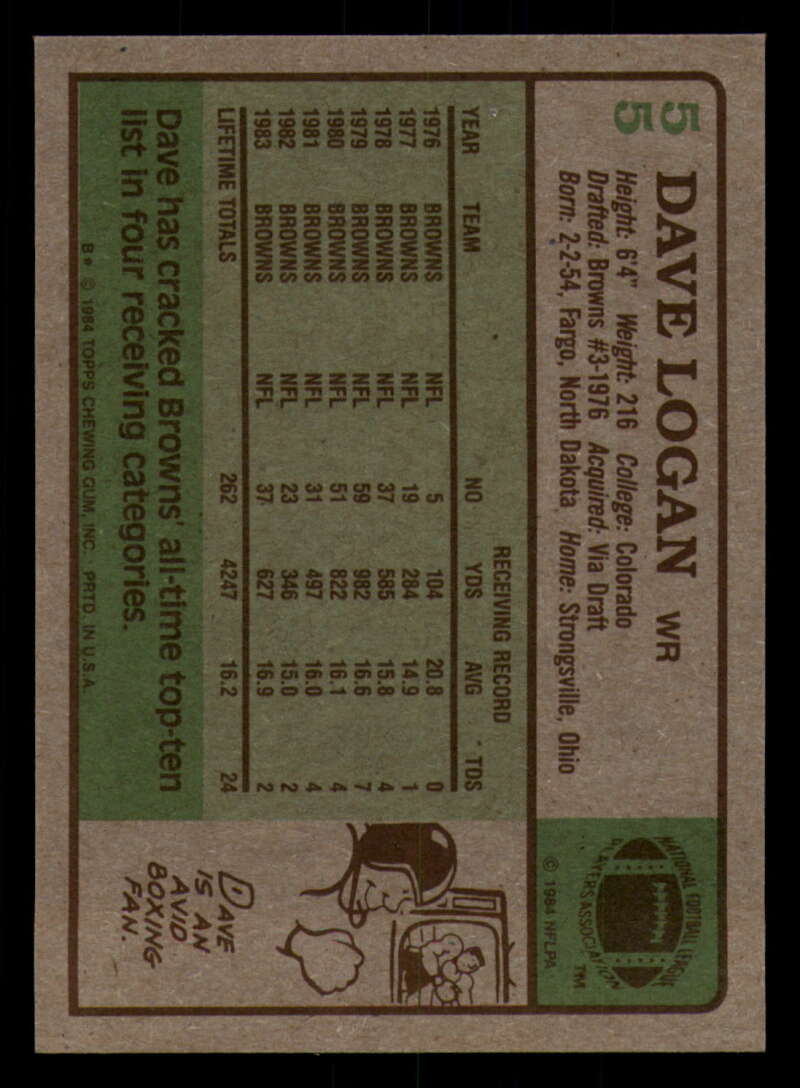 55
DAVE LOGAN WR
Height: 6'4" Weight: 216 College: Colorado
Drafted: Browns #3-1976 Acquired: Via Draft
Born: 2-2-54, Fargo, North Dakota Home: Strongsville, Ohio
NATIONAL FOOTBALL LEAGUE
PLAYERS ASSOCIATION
TM
© 1984 NFLPA
RECEIVING RECORD
YEAR TEAM NO YDS AVG TDS
1976 BROWNS NFL 5 104 20.8 0
1977 BROWNS NFL 19 284 14.9 1
1978 BROWNS NFL 37 585 15.8 4
1979 BROWNS NFL 59 982 16.6 7
1980 BROWNS NFL 51 822 16.1 4
1981 BROWNS NFL 31 497 16.0 4
1982 BROWNS NFL 23 346 15.0 2
1983 BROWNS NFL 37 627 16.9 2
LIFETIME TOTALS 262 4247 16.2 24
Dave has cracked Browns' all-time top-ten
list in four receiving categories.
B* © 1984 TOPPS CHEWING GUM, INC. PRTD. IN U.S.A.
DAVE
IS AN
AVID
BOXING
FAN.